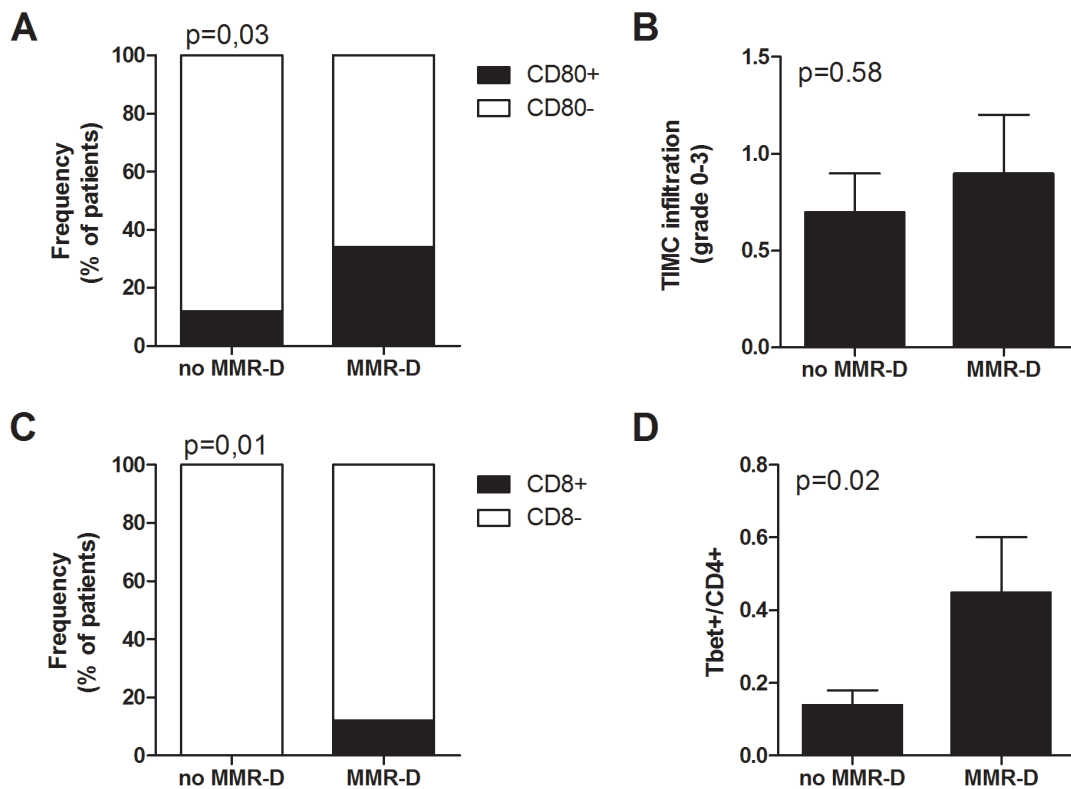 A
p=0,03
Frequency
(% of patients)
100
80
60
40
20
0
no MMR-D
MMR-D
CD80+
CD80-
B
p=0.58
TIMC infiltration
(grade 0-3)
1.5
1.0
0.5
0.0
no MMR-D
MMR-D
C
p=0,01
Frequency
(% of patients)
100
80
60
40
20
0
no MMR-D
MMR-D
CD8+
CD8-
D
p=0.02
Tbet+/CD4+
0.8
0.6
0.4
0.2
0.0
no MMR-D
MMR-D